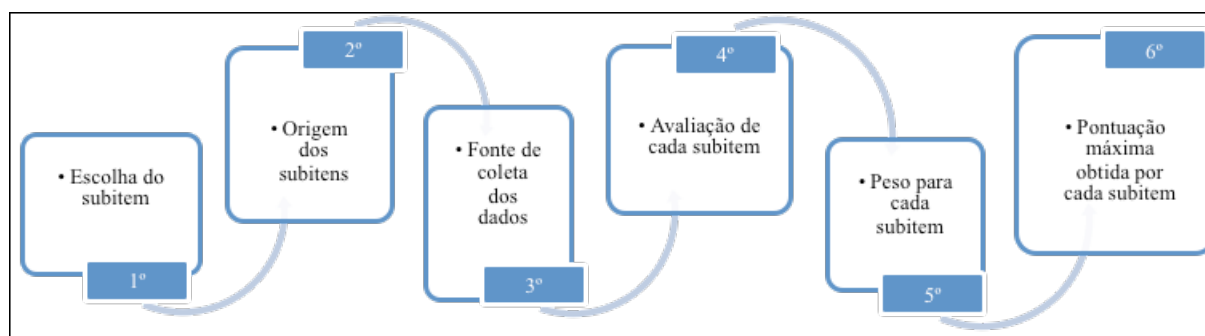 1º
• Escolha do
subitem
2º
• Origem
dos
subitens
3º
• Fonte de
coleta
dos
dados
4º
• Avaliação de
cada subitem
5º
• Peso para
cada
subitem
6º
• Pontuação
máxima
obtida por
cada subitem